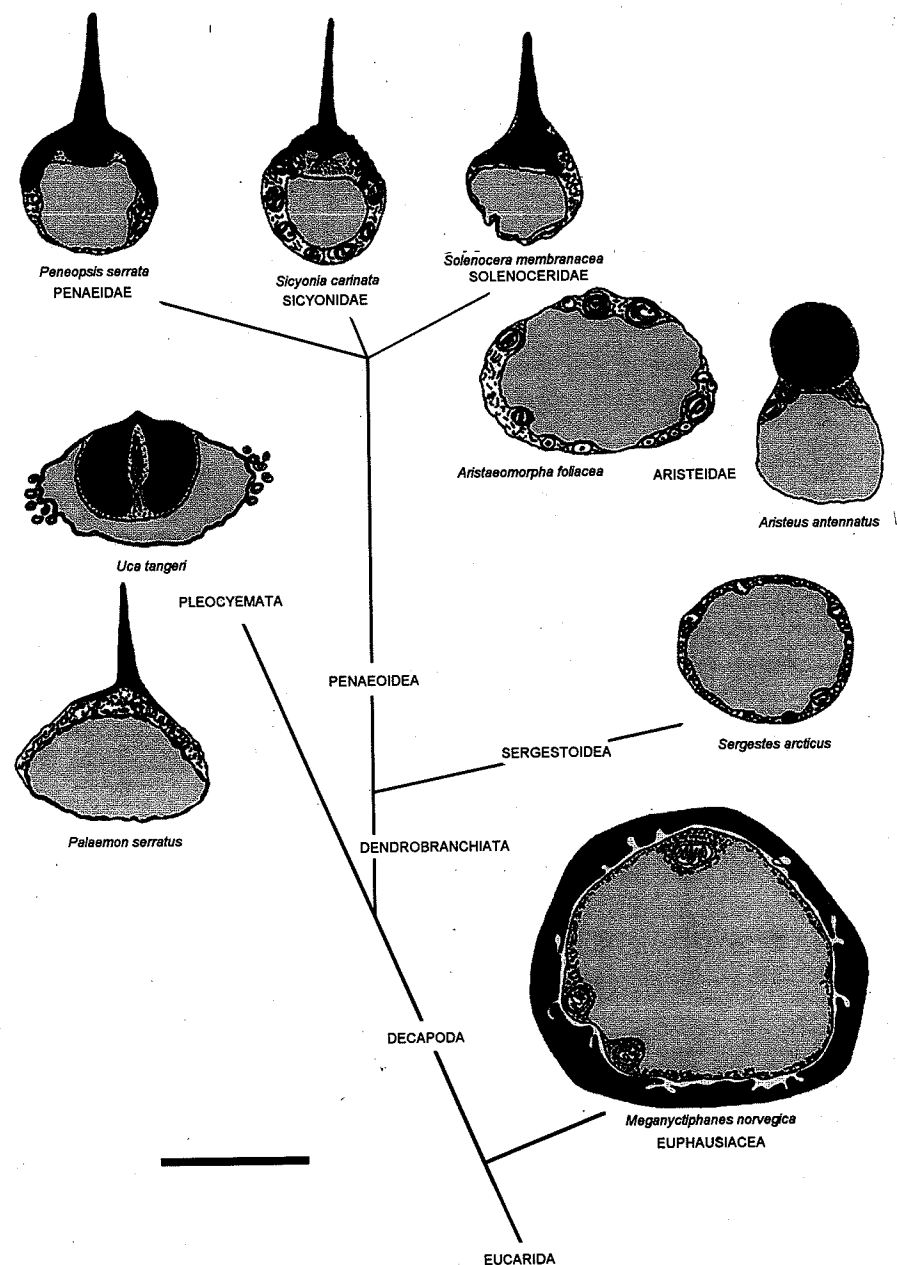 Peneopsis serrata
PENAEIDAE
Sicyonia carinata
SICYONIDAE
Solenocera membranacea
SOLENOCERIDAE
Aristaeomorpha foliacea
ARISTEIDAE
Aristeus antennatus
Uca tangeri
PLEOCYEMATA
PENAEOIDEA
SERGESTOIDEA
Sergestes arcticus
Palaemon serratus
DENDROBRANCHIATA
DECAPODA
Meganyctiphanes norvegica
EUPHAUSIACEA
EUCARIDA